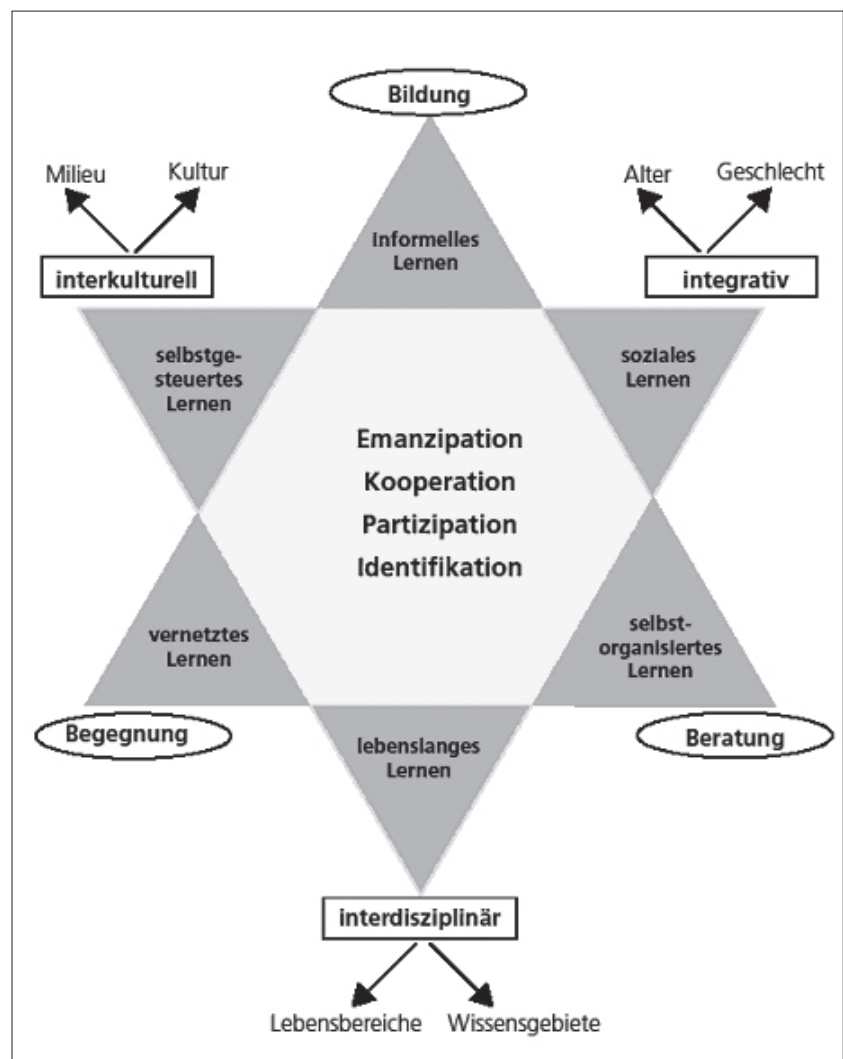 Bildung
Milieu
Kultur
Alter
Geschlecht
interkulturell
integrativ
Informelles
Lernen
selbstge-
steuertes
Lernen
soziales
Lernen
Emanzipation
Kooperation
Partizipation
Identifikation
vernetztes
Lernen
selbst-
organisiertes
Lernen
Begegnung
Beratung
lebenslanges
Lernen
interdisziplinär
Lebensbereiche
Wissensgebiete